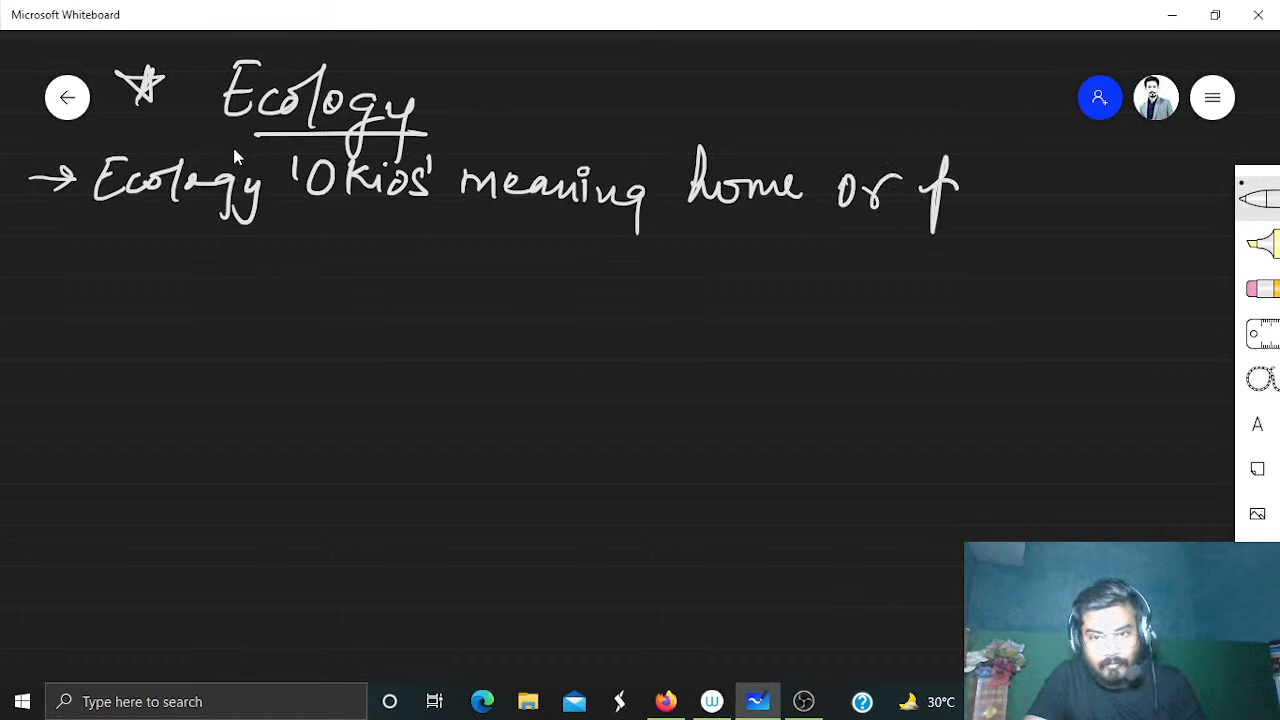 Microsoft Whiteboard
Ecology
→ Ecology 'Okios' meaning home or p
A
Type here to search
30°C